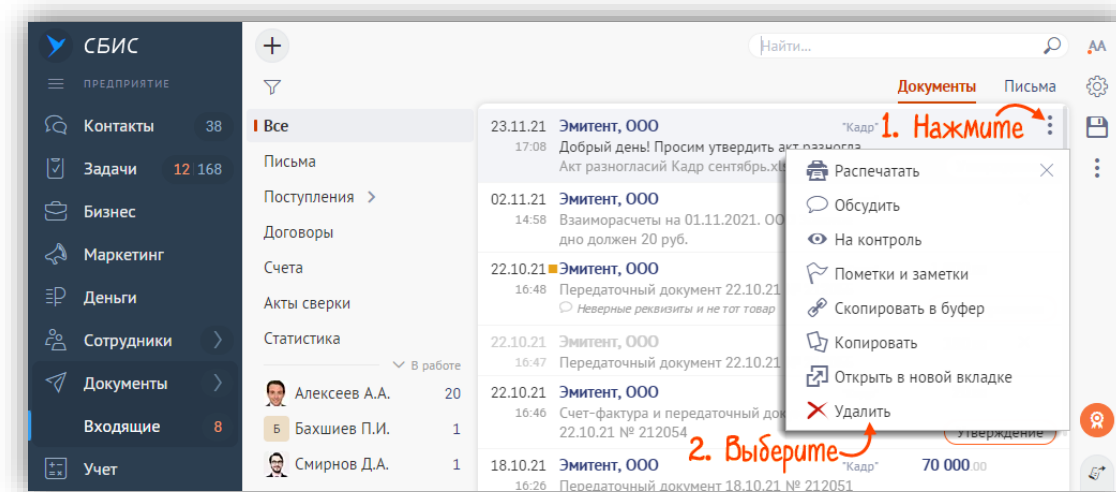 СБИС
Найти...
АА
ПРЕДПРИЯТИЕ
Документы Письма
Контакты 38
Задачи 12 168
Бизнес
Маркетинг
Деньги
Сотрудники
Документы
Входящие 8
Учет
Все
Письма
Поступления
Договоры
Счета
Акты сверки
Статистика
В работе
Алексеев А.А. 20
Б Бахшиев П.И. 1
Смирнов Д.А. 1
23.11.21 Эмитент, ООО "Кадр" 1. Нажмите
17:08 Добрый день! Просим утвердить акт разногла
Акт разногласий Кадр сентябрь.xl
02.11.21 Эмитент, ООО
14:58 Взаиморасчеты на 01.11.2021. ОО
дно должен 20 руб.
22.10.21 Эмитент, ООО
16:48 Передаточный документ 22.10.21
Неверные реквизиты и не тот товар
22.10.21 Эмитент, ООО
16:47 Передаточный документ 22.10.21
22.10.21 Эмитент, ООО
16:46 Счет-фактура и передаточный док
22.10.21 № 212054
Утверждение
18.10.21 Эмитент, ООО "Кадр" 70 000.00
16:26 Передаточный документ 18.10.21 № 212051
Распечатать
Обсудить
На контроль
Пометки и заметки
Скопировать в буфер
Копировать
Открыть в новой вкладке
Удалить
2. Выберите